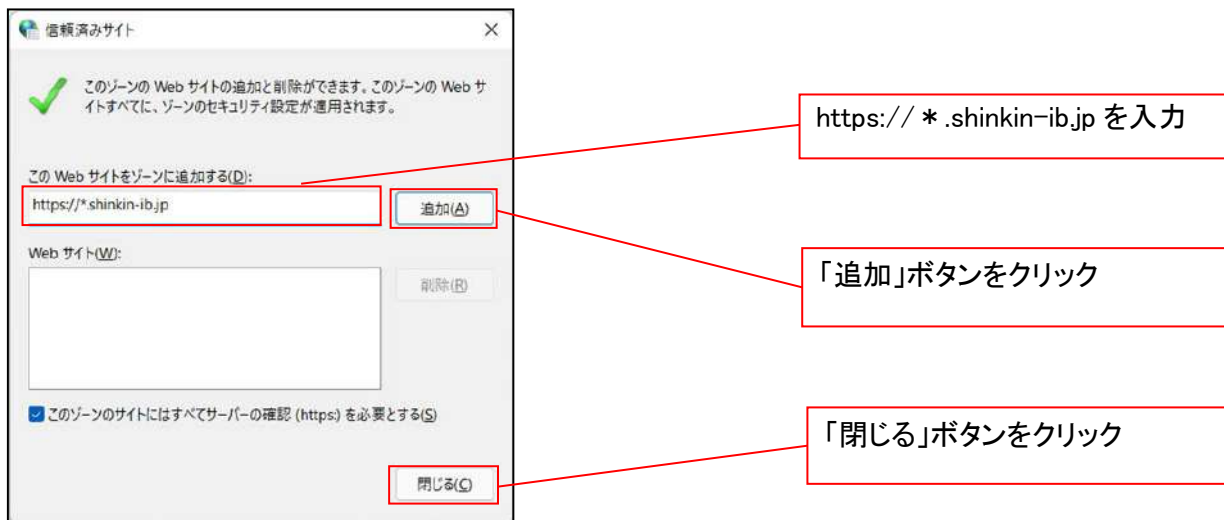 信頼済みサイト
このゾーンの Web サイトの追加と削除ができます。このゾーンの Web サ
イトすべてに、ゾーンのセキュリティ設定が適用されます。
https:// * .shinkin-ib.jp を入力
この Web サイトをゾーンに追加する(D):
https://*.shinkin-ib.jp
追加(A)
Web サイト(W):
「追加」ボタンをクリック
削除(R)
このゾーンのサイトにはすべてサーバーの確認 (https:) を必要とする(S)
「閉じる」ボタンをクリック
閉じる(C)